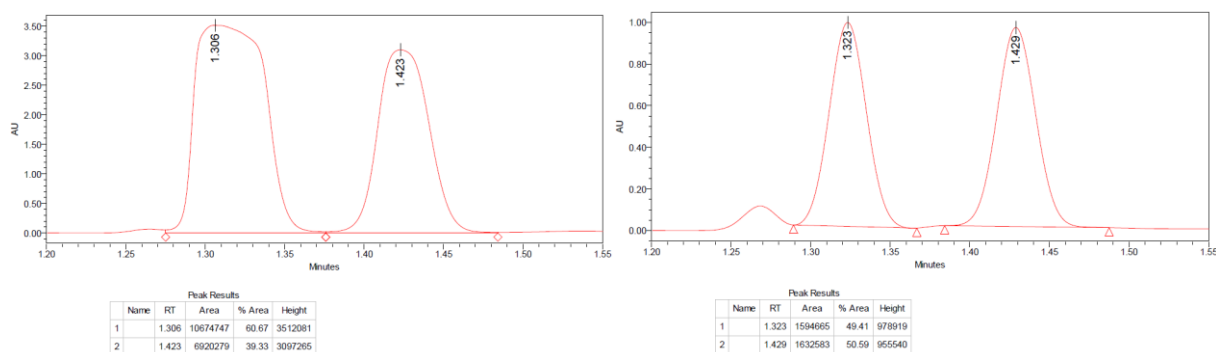 3.50
3.00
2.50
2.00
1.50
1.00
0.50
0.00
AU
1.306
1.423
1.20 1.25 1.30 1.35 1.40 1.45 1.50 1.55
Minutes
Peak Results
Name RT Area % Area Height
1 1.306 10674747 60.67 3512081
2 1.423 6920279 39.33 3097265
1.00
0.80
0.60
0.40
0.20
0.00
AU
1.323
1.429
1.20 1.25 1.30 1.35 1.40 1.45 1.50 1.55
Minutes
Peak Results
Name RT Area % Area Height
1 1.323 1594665 49.41 978919
2 1.429 1632583 50.59 955540